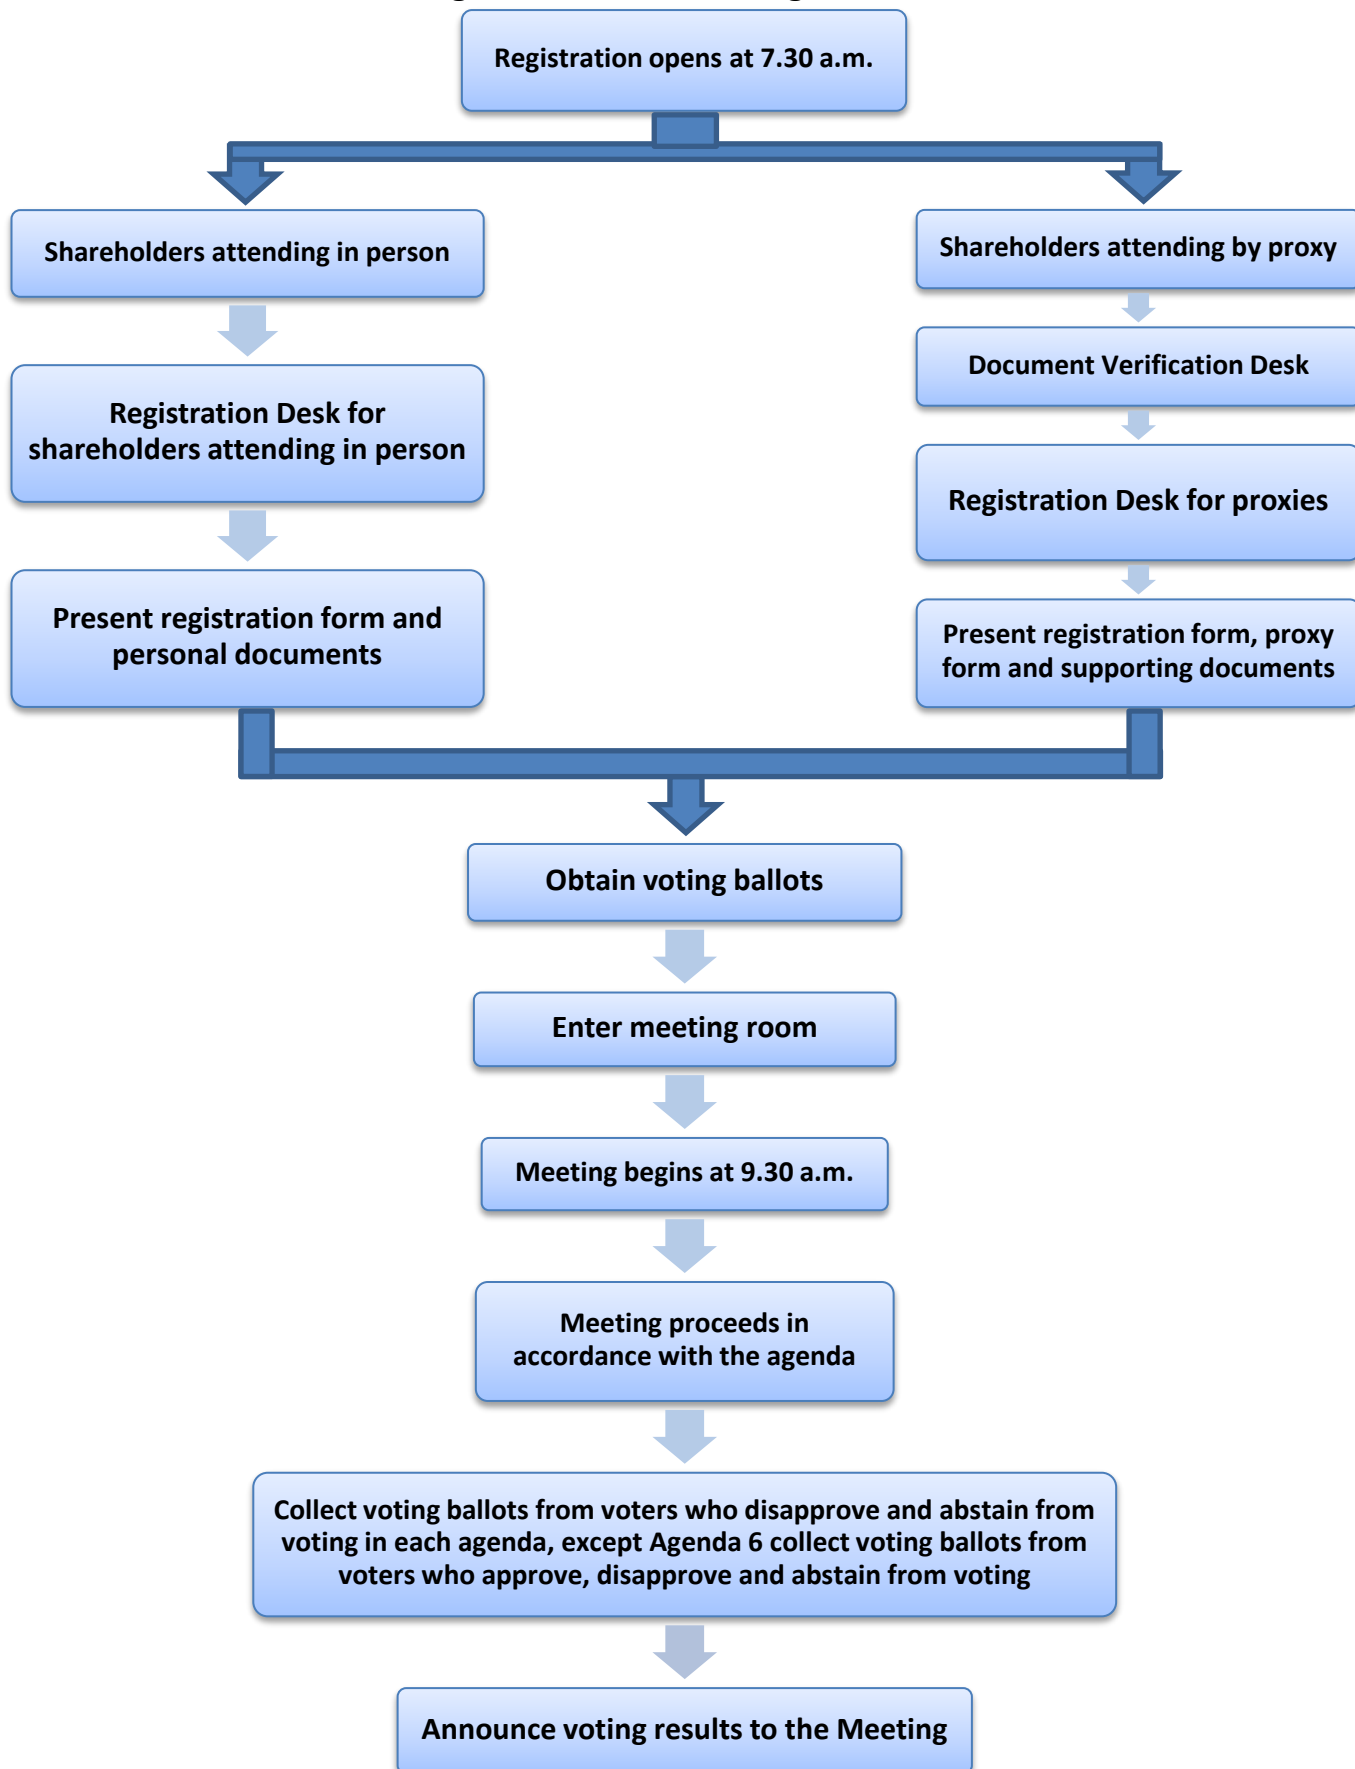 Registration opens at 7.30 a.m.
Shareholders attending in person
Shareholders attending by proxy
Document Verification Desk
Registration Desk for
shareholders attending in person
Registration Desk for proxies
Present registration form and
personal documents
Present registration form, proxy
form and supporting documents
Obtain voting ballots
Enter meeting room
Meeting begins at 9.30 a.m.
Meeting proceeds in
accordance with the agenda
Collect voting ballots from voters who disapprove and abstain from
voting in each agenda, except Agenda 6 collect voting ballots from
voters who approve, disapprove and abstain from voting
Announce voting results to the Meeting